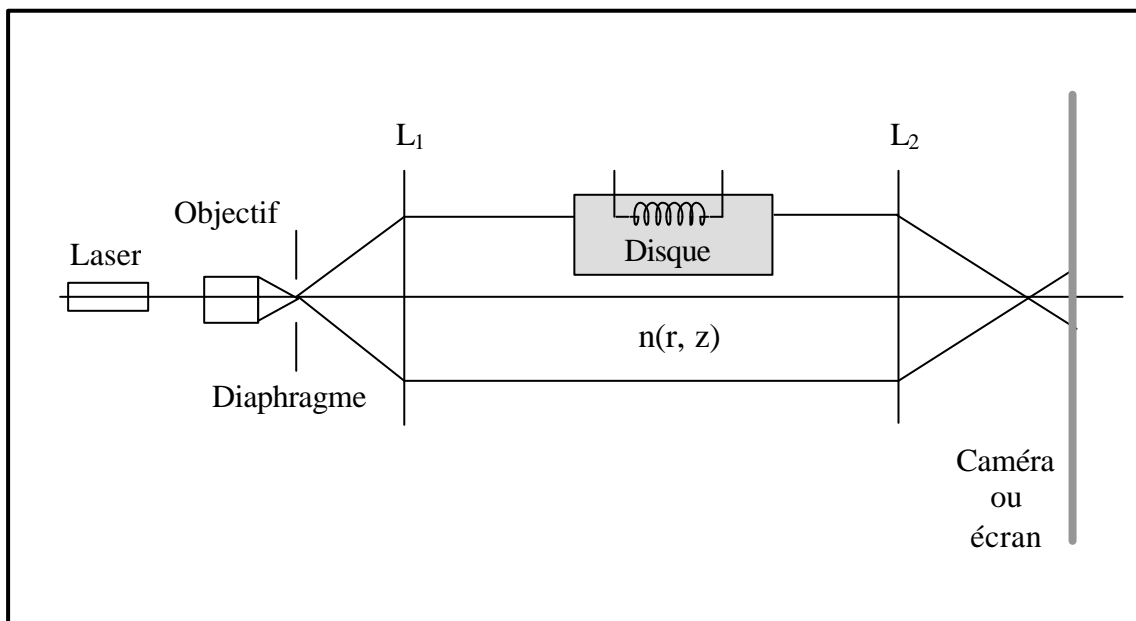 L₁
L₂
Objectif
Laser
Disque
n(r, z)
Diaphragme
Caméra
ou
écran